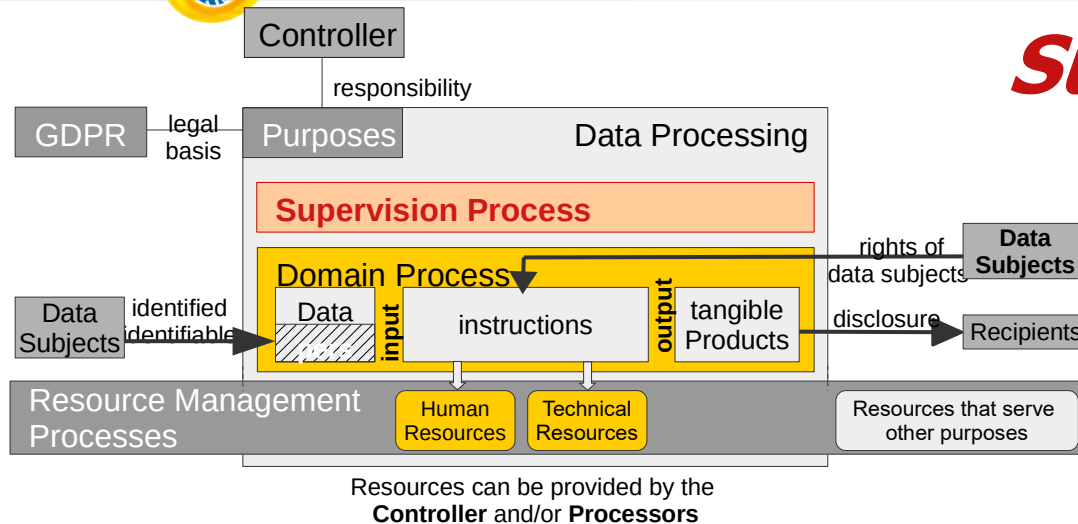 Controller
responsibility
GDPR
legal
basis
Purposes
Data Processing
Supervision Process
Domain Process
rights of
data subjects
Data
Subjects
Data
Subjects
identified
identifiable
Data
input
instructions
output
tangible
Products
disclosure
Recipients
Resource Management
Processes
Human
Resources
Technical
Resources
Resources that serve
other purposes
Resources can be provided by the
Controller and/or Processors